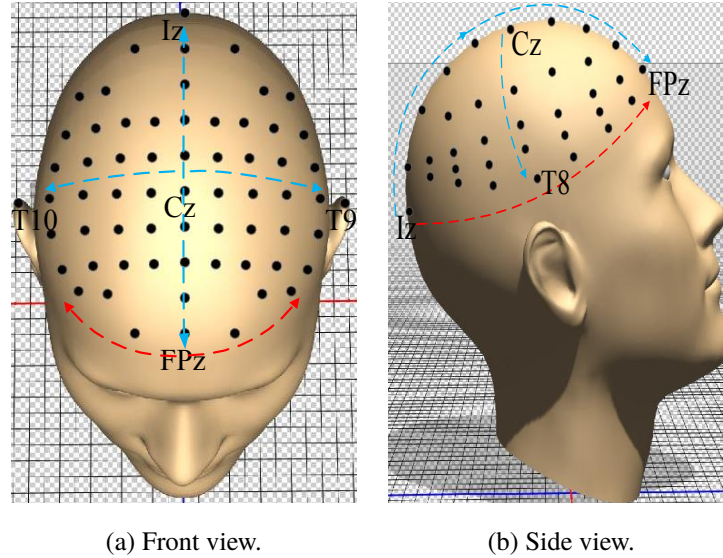 Iz
T10
Cz
T9
FPz
(a) Front view.
Cz
FPz
T8
Iz
(b) Side view.